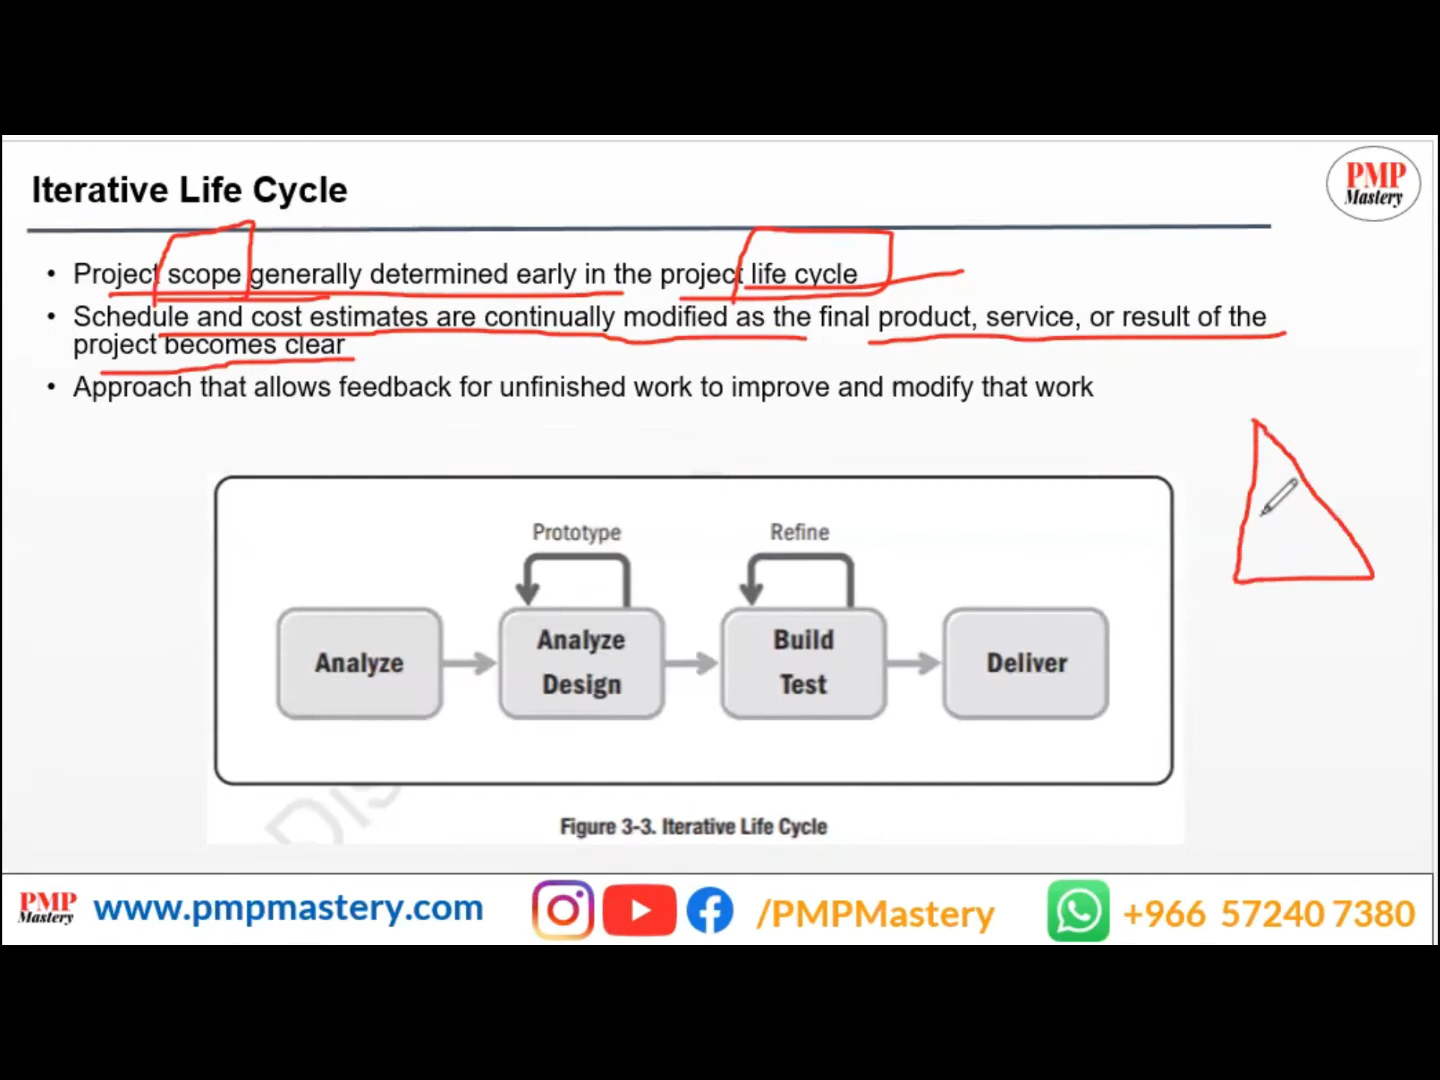 Iterative Life Cycle
PMP
Mastery
• Project scope generally determined early in the project life cycle
• Schedule and cost estimates are continually modified as the final product, service, or result of the
project becomes clear
• Approach that allows feedback for unfinished work to improve and modify that work
Prototype
Refine
Analyze
Analyze
Design
Build
Test
Deliver
Figure 3-3. Iterative Life Cycle
PMP
Mastery
www.pmpmastery.com
/PMPMastery
+966 57240 7380